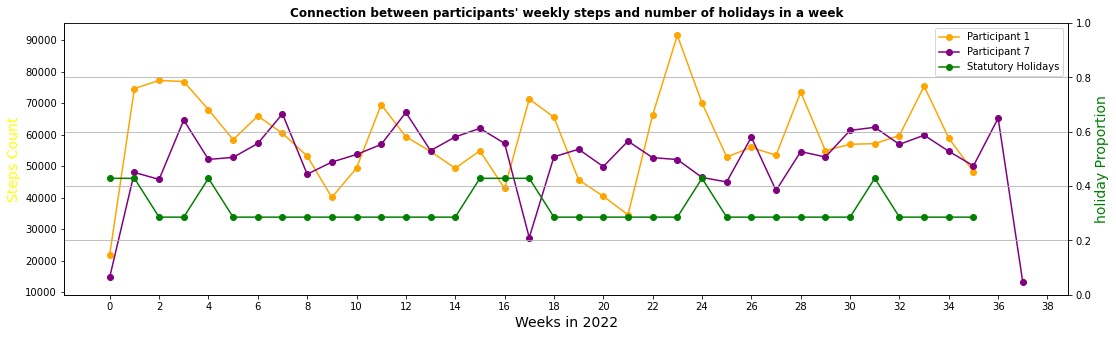 Connection between participants' weekly steps and number of holidays in a week
Participant 1
Participant 7
Statutory Holidays
Steps Count
90000
80000
70000
60000
50000
40000
30000
20000
10000
1.0
0.8
0.6
0.4
0.2
0.0
holiday Proportion
0 2 4 6 8 10 12 14 16 18 20 22 24 26 28 30 32 34 36 38
Weeks in 2022